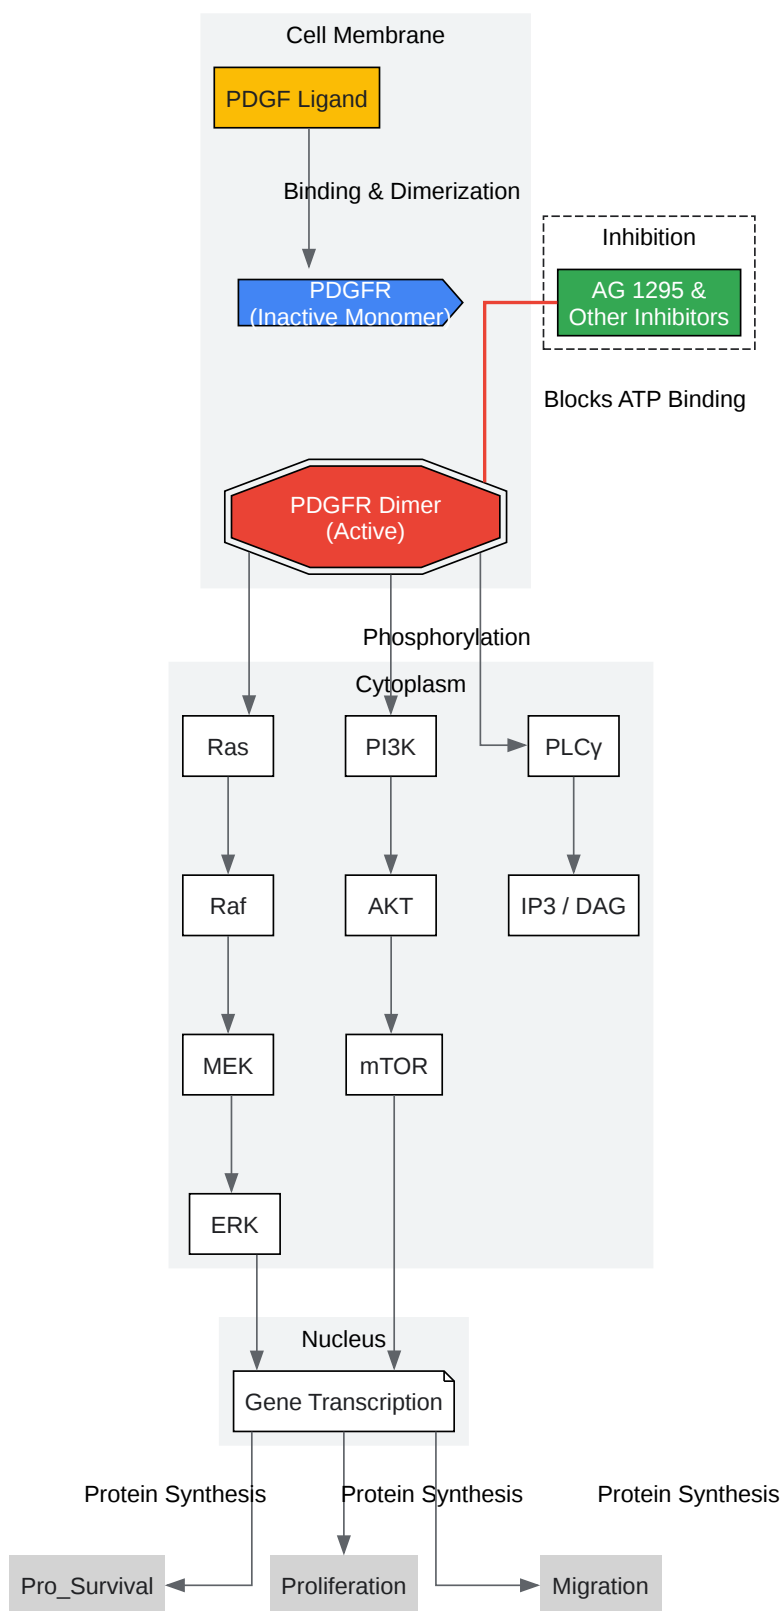 Cell Membrane
PDGF Ligand
Binding & Dimerization
Inhibition
PDGFR
(Inactive Monomer)
AG 1295 &
Other Inhibitors
Blocks ATP Binding
PDGFR Dimer
(Active)
Phosphorylation
Cytoplasm
Ras
PI3K
PLCγ
Raf
AKT
IP3 / DAG
MEK
mTOR
ERK
Nucleus
Gene Transcription
Protein Synthesis
Protein Synthesis
Protein Synthesis
Pro_Survival
Proliferation
Migration